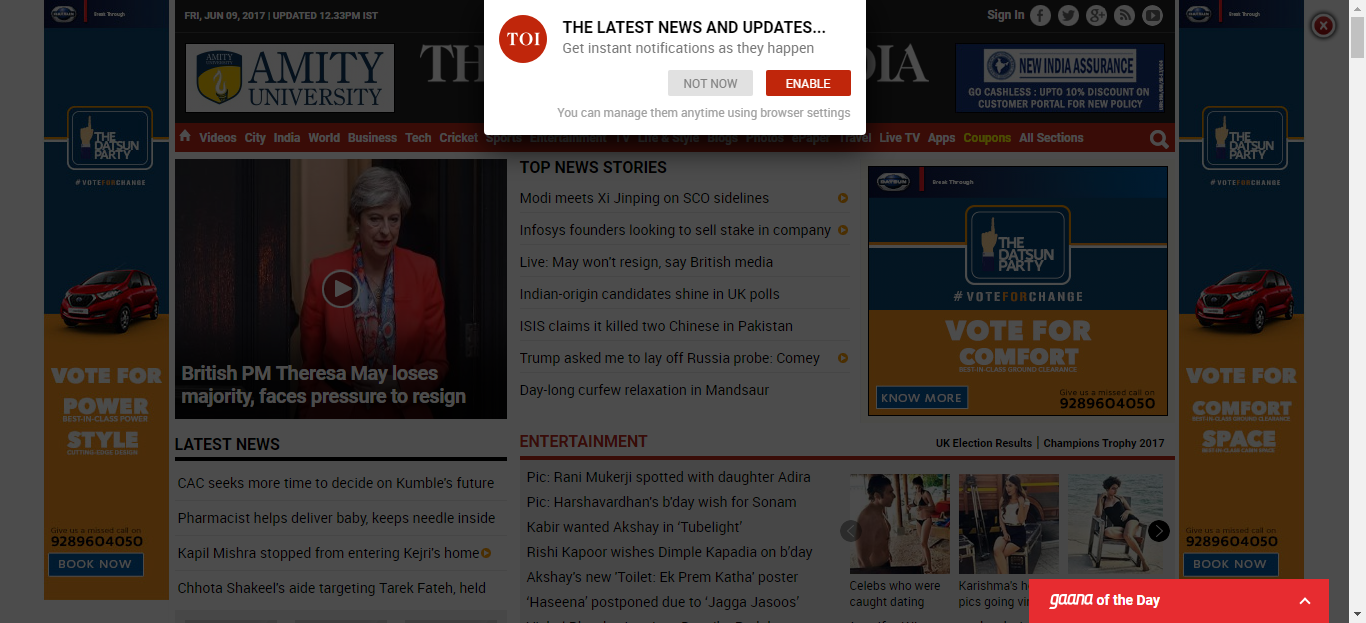 Break Through
FRI, JUN 09, 2017 | UPDATED 12.33PM IST
Sign In
Break Through
TOI
THE LATEST NEWS AND UPDATES...
Get instant notifications as they happen
NOT NOW
ENABLE
You can manage them anytime using browser settings
AMITY
UNIVERSITY
TH
IA
NEW INDIA ASSURANCE
GO CASHLESS : UPTO 10% DISCOUNT ON
CUSTOMER PORTAL FOR NEW POLICY
Videos City India World Business Tech Cricket Sports Entertainment TV Life & Style Blogs Photos ePaper Travel Live TV Apps Coupons All Sections
THE
DATSUN
PARTY
#VOTEFORCHANGE
VOTE FOR
POWER
BEST-IN-CLASS POWER
STYLE
CUTTING-EDGE DESIGN
Give us a missed call on
9289604050
BOOK NOW
British PM Theresa May loses
majority, faces pressure to resign
TOP NEWS STORIES
Modi meets Xi Jinping on SCO sidelines
Infosys founders looking to sell stake in company
Live: May won't resign, say British media
Indian-origin candidates shine in UK polls
ISIS claims it killed two Chinese in Pakistan
Trump asked me to lay off Russia probe: Comey
Day-long curfew relaxation in Mandsaur
DATSUN
Break Through
THE
DATSUN
PARTY
#VOTEFORCHANGE
VOTE FOR
COMFORT
BEST-IN-CLASS GROUND CLEARANCE
KNOW MORE
Give us a missed call on
9289604050
THE
DATSUN
PARTY
#VOTEFORCHANGE
VOTE FOR
COMFORT
BEST-IN-CLASS GROUND CLEARANCE
SPACE
BEST-IN-CLASS CABIN SPACE
Give us a missed call on
9289604050
BOOK NOW
LATEST NEWS
CAC seeks more time to decide on Kumble's future
Pharmacist helps deliver baby, keeps needle inside
Kapil Mishra stopped from entering Kejri's home
Chhota Shakeel's aide targeting Tarek Fateh, held
ENTERTAINMENT
UK Election Results | Champions Trophy 2017
Pic: Rani Mukerji spotted with daughter Adira
Pic: Harshavardhan's b'day wish for Sonam
Kabir wanted Akshay in ‘Tubelight’
Rishi Kapoor wishes Dimple Kapadia on b'day
Akshay's new 'Toilet: Ek Prem Katha' poster
‘Haseena’ postponed due to ‘Jagga Jasoos’
Celebs who were
caught dating
Karishma's h
pics going vi
gaana of the Day